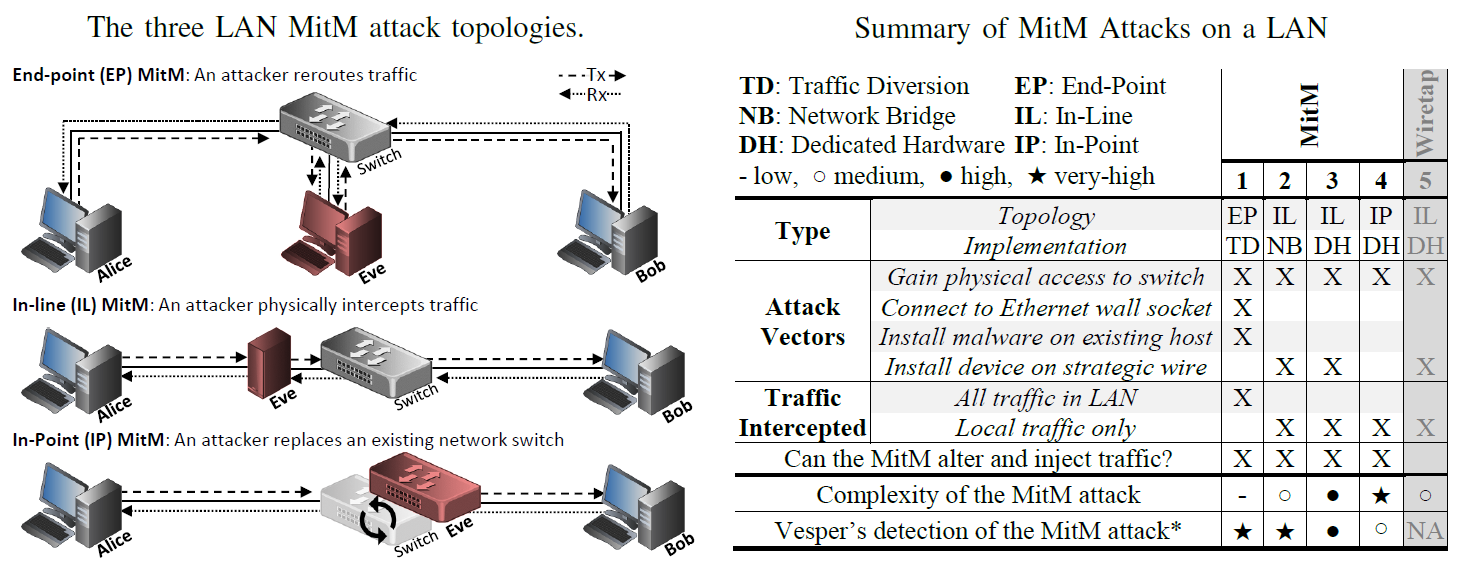 The three LAN MitM attack topologies.
End-point (EP) MitM: An attacker reroutes traffic
Tx
Rx
Switch
Alice
Eve
Bob
In-line (IL) MitM: An attacker physically intercepts traffic
Alice
Eve
Switch
Bob
In-Point (IP) MitM: An attacker replaces an existing network switch
Alice
Switch
Eve
Bob
Summary of MitM Attacks on a LAN
TD: Traffic Diversion EP: End-Point
NB: Network Bridge IL: In-Line
DH: Dedicated Hardware IP: In-Point
- low, ○ medium, ● high, ★ very-high
MitM
Wiretap
1 2 3 4 5
Type
Topology EP IL IL IP IL
Implementation TD NB DH DH DH
Attack Vectors
Gain physical access to switch X X X X X
Connect to Ethernet wall socket X
Install malware on existing host X
Install device on strategic wire X X X
Traffic Intercepted
All traffic in LAN X
Local traffic only X X X X
Can the MitM alter and inject traffic? X X X X
Complexity of the MitM attack - ○ ● ★ ○
Vesper's detection of the MitM attack* ★ ★ ● ○ NA